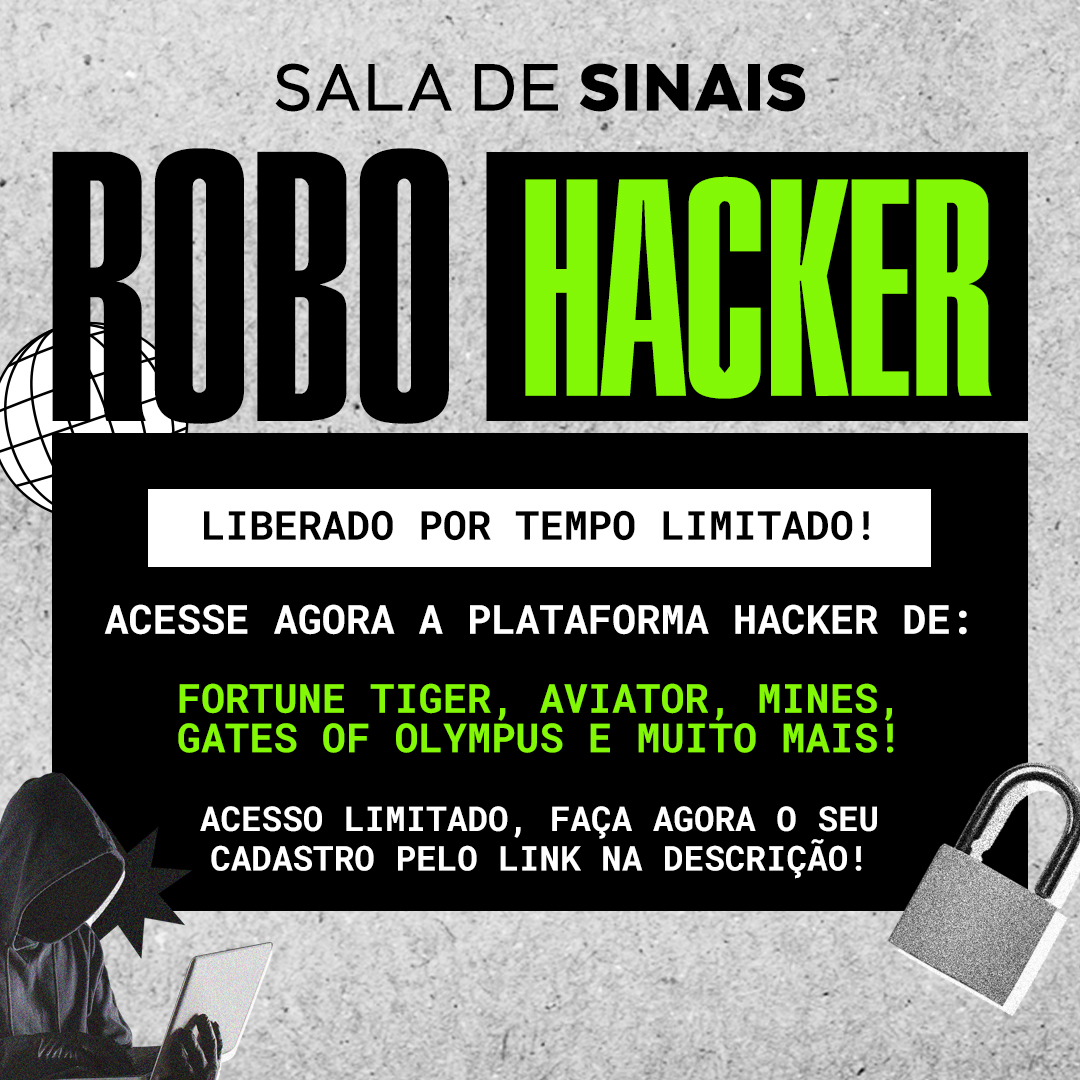 SALA DE SINAIS
ROBO HACKER
LIBERADO POR TEMPO LIMITADO!
ACESSE AGORA A PLATAFORMA HACKER DE:
FORTUNE TIGER, AVIATOR, MINES,
GATES OF OLYMPUS E MUITO MAIS!
ACESSO LIMITADO, FAÇA AGORA O SEU
CADASTRO PELO LINK NA DESCRIÇÃO!